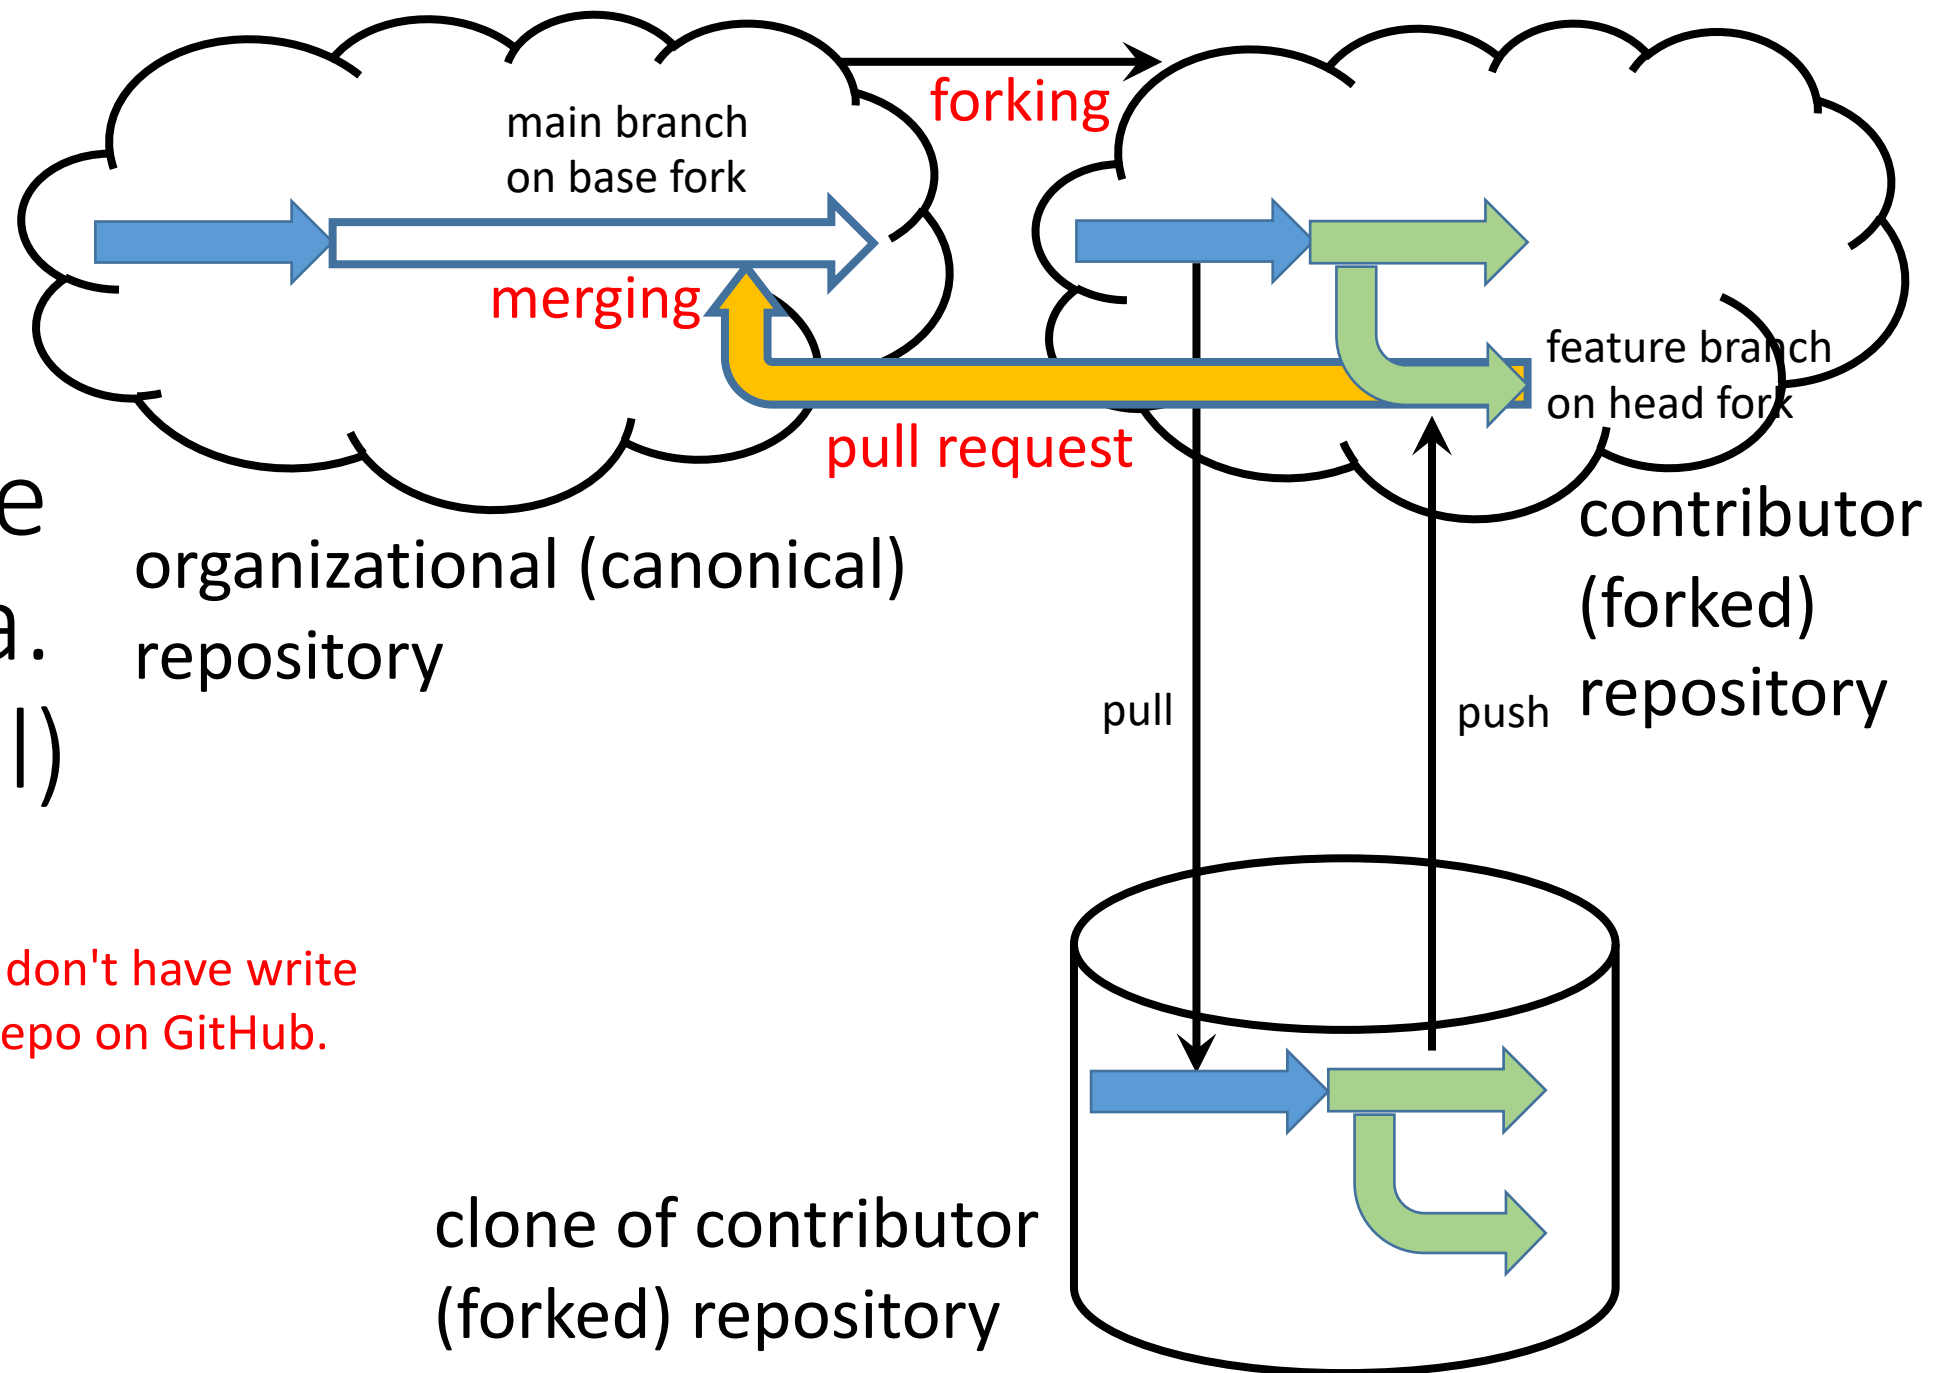 forking
main branch
on base fork
merging
feature branch
on head fork
pull request
organizational (canonical)
repository
contributor
(forked)
repository
pull
push
don't have write
epo on GitHub.
clone of contributor
(forked) repository